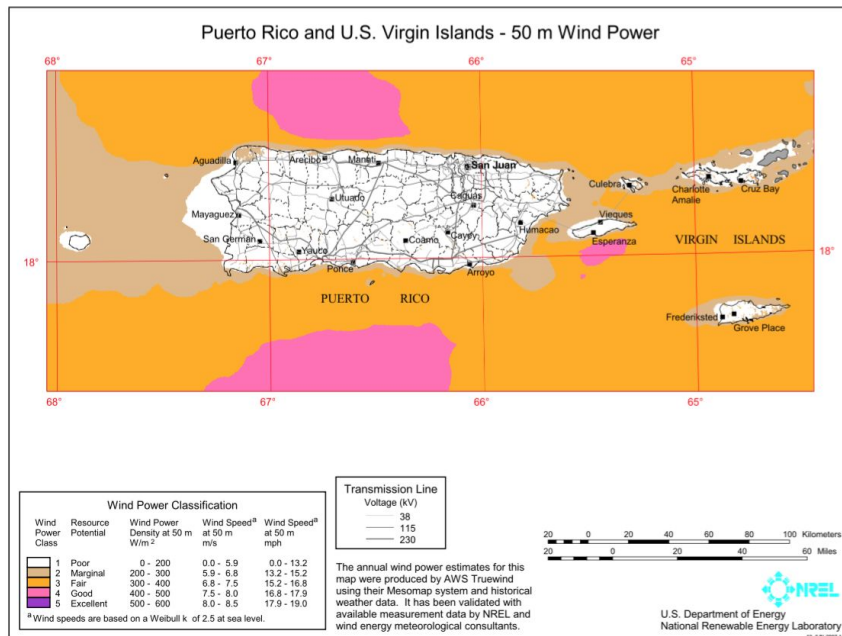 Puerto Rico and U.S. Virgin Islands - 50 m Wind Power
68° 67° 66° 65°
Aguadilla
Arecibo
Manati
San Juan
Utuado
Caguas
Culebra
Charlotte
Amalie
Cruz Bay
Mayaguez
San German
Yauco
Ponce
Coamo
Cayey
Humacao
Vieques
Esperanza
Arroyo
VIRGIN ISLANDS
18° 18°
PUERTO RICO
Frederiksted
Grove Place
68° 67° 66° 65°
Wind Power Classification
Wind Resource Wind Power Wind Speed a Wind Speed a
Power Potential Density at 50 m at 50 m at 50 m
Class W/m 2 m/s mph
1 Poor 0 - 200 0.0 - 5.9 0.0 - 13.2
2 Marginal 200 - 300 5.9 - 6.8 13.2 - 15.2
3 Fair 300 - 400 6.8 - 7.5 15.2 - 16.8
4 Good 400 - 500 7.5 - 8.0 16.8 - 17.9
5 Excellent 500 - 600 8.0 - 8.5 17.9 - 19.0
a Wind speeds are based on a Weibull k of 2.5 at sea level.
Transmission Line
Voltage (kV)
38
115
230
The annual wind power estimates for this
map were produced by AWS Truewind
using their Mesomap system and historical
weather data. It has been validated with
available measurement data by NREL and
wind energy meteorological consultants.
20 0 20 40 60 80 100 Kilometers
20 0 20 40 60 Miles
NREL
U.S. Department of Energy
National Renewable Energy Laboratory